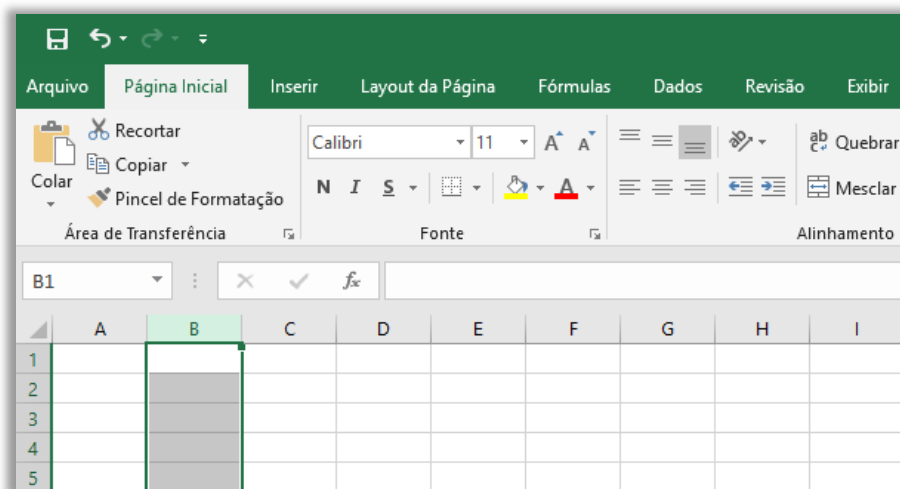 Arquivo Página Inicial Inserir Layout da Página Fórmulas Dados Revisão Exibir
Colar
Recortar
Copiar
Pincel de Formatação
Área de Transferência
Calibri 11 A A
N I S A
Fonte
ab Quebrar
Mesclar
Alinhamento
B1 fx
A B C D E F G H I
1
2
3
4
5